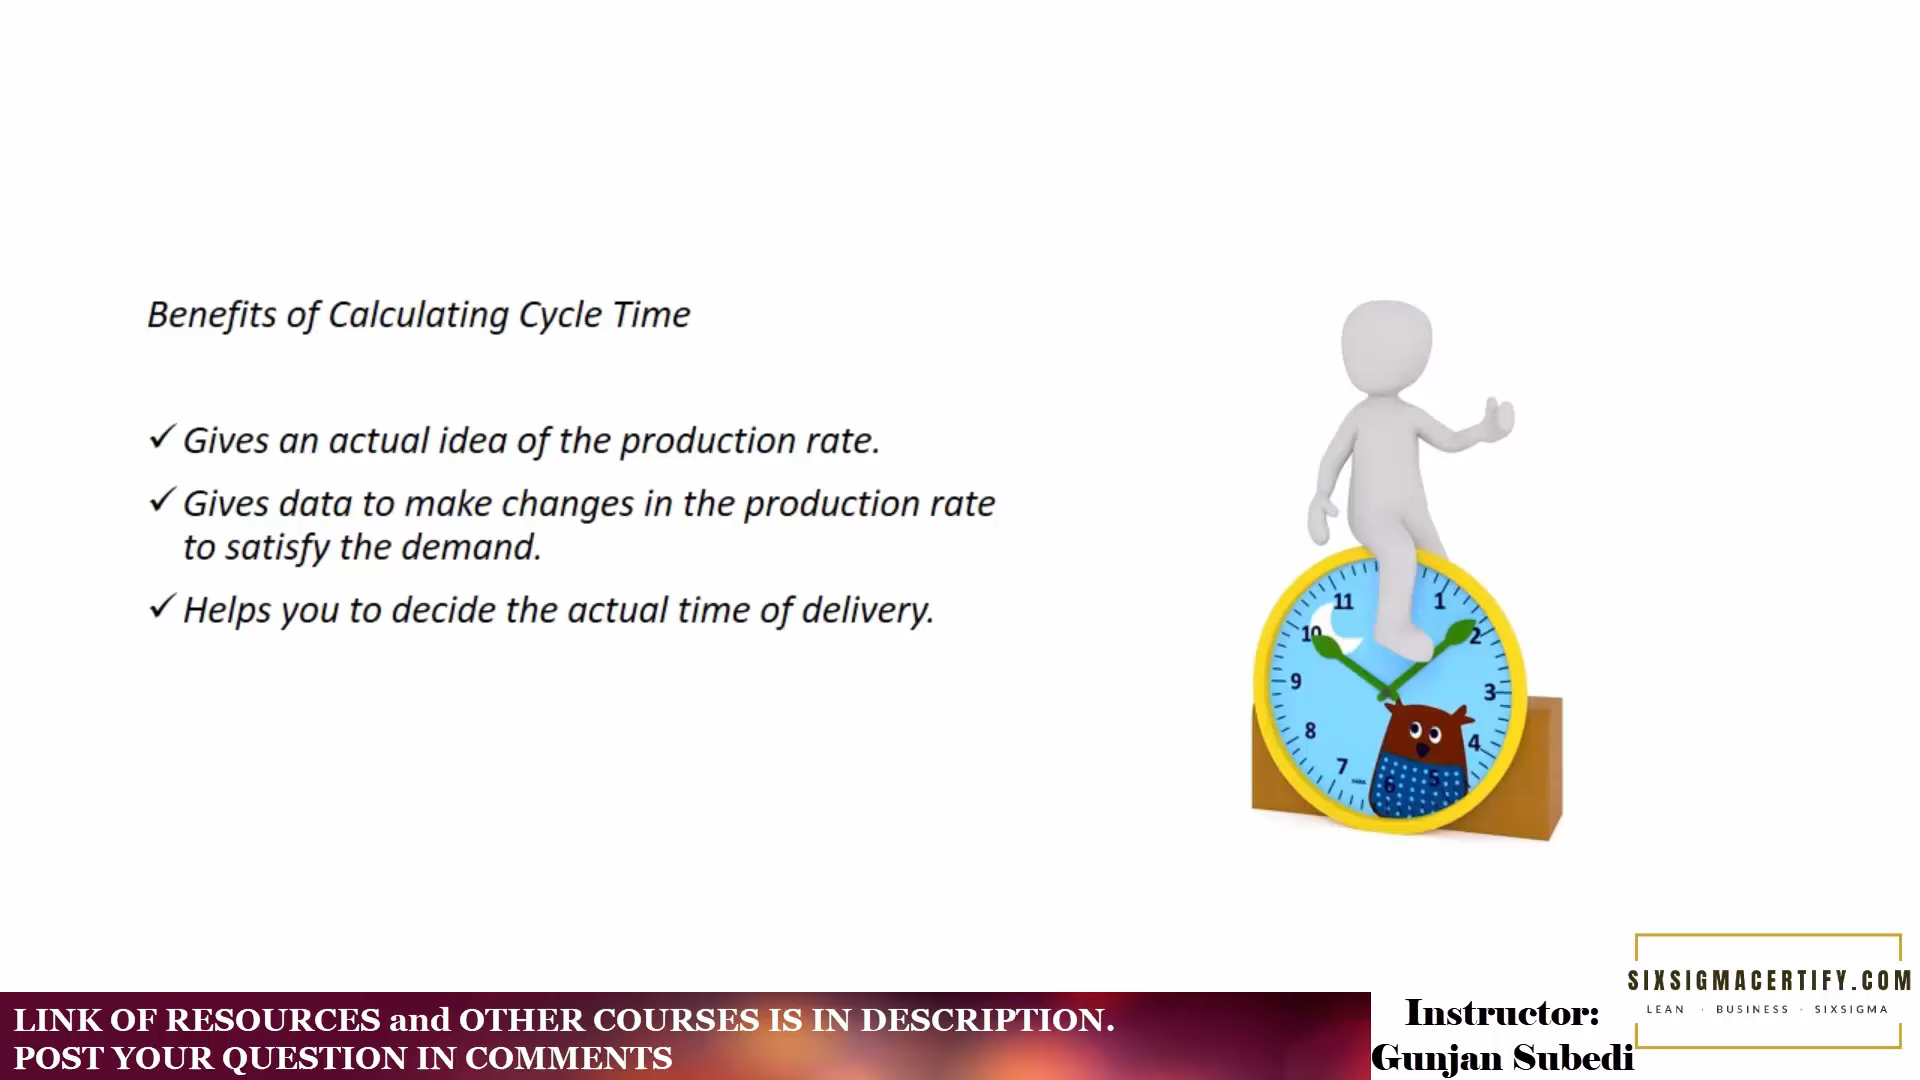 Benefits of Calculating Cycle Time
✓ Gives an actual idea of the production rate.
✓ Gives data to make changes in the production rate
to satisfy the demand.
✓ Helps you to decide the actual time of delivery.
11
1
10
2
9
3
8
4
7
6
5
SIXSIGMACERTIFY.COM
LEAN · BUSINESS · SIXSIGMA
LINK OF RESOURCES and OTHER COURSES IS IN DESCRIPTION.
POST YOUR QUESTION IN COMMENTS
Instructor:
Gunjan Subedi